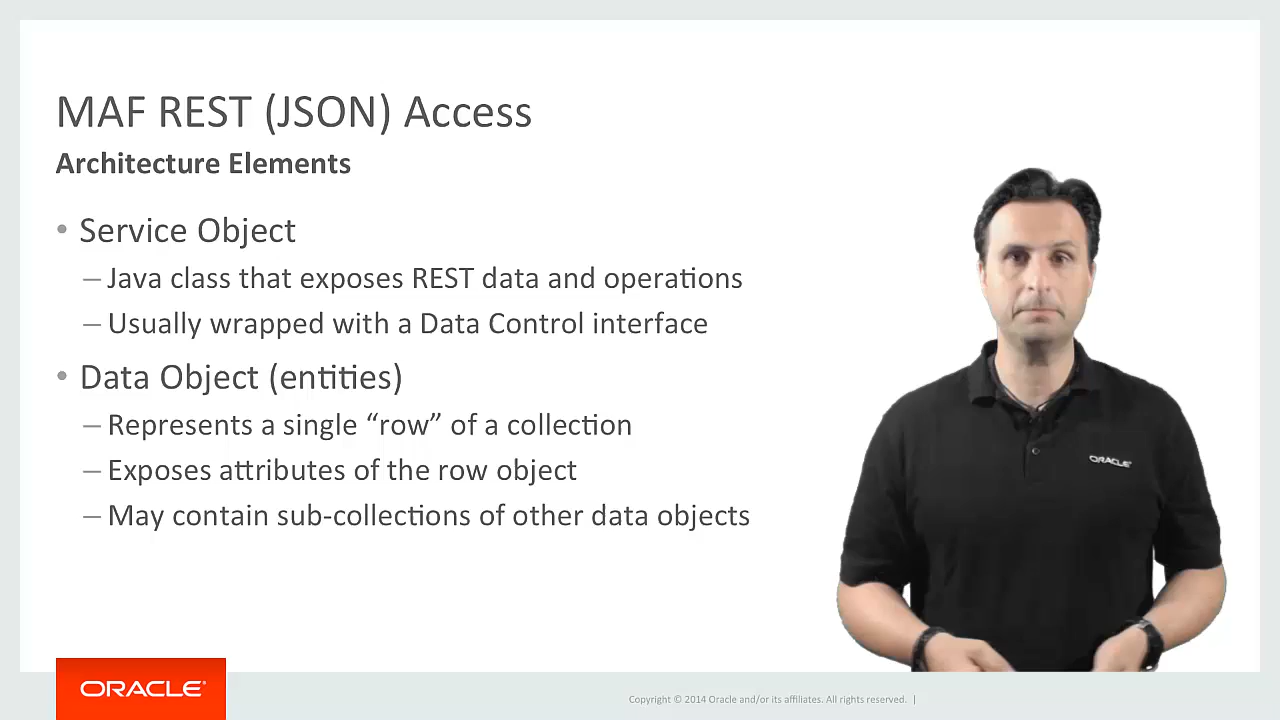 MAF REST (JSON) Access
Architecture Elements
• Service Object
– Java class that exposes REST data and operations
– Usually wrapped with a Data Control interface
• Data Object (entities)
– Represents a single “row” of a collection
– Exposes attributes of the row object
– May contain sub-collections of other data objects
ORACLE
ORACLE
Copyright © 2014 Oracle and/or its affiliates. All rights reserved. |